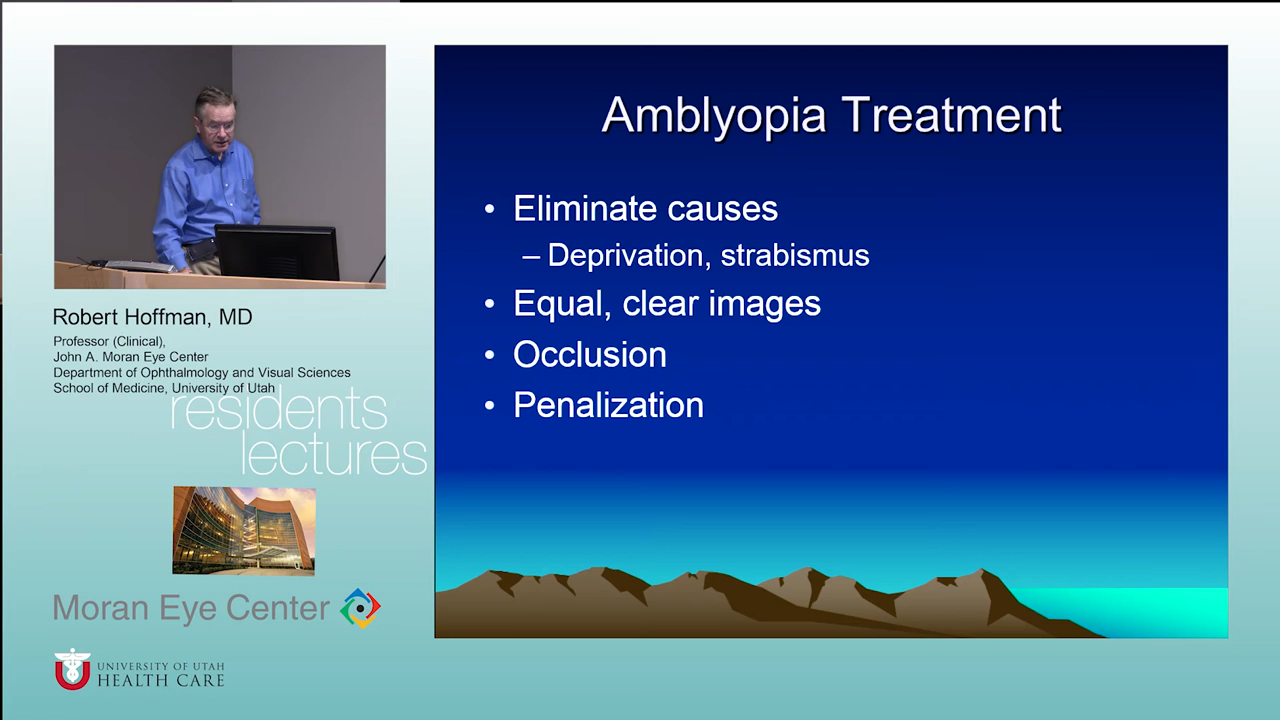 Amblyopia Treatment
• Eliminate causes
– Deprivation, strabismus
• Equal, clear images
• Occlusion
• Penalization
Robert Hoffman, MD
Professor (Clinical),
John A. Moran Eye Center
Department of Ophthalmology and Visual Sciences
School of Medicine, University of Utah
residents
lectures
Moran Eye Center
UNIVERSITY OF UTAH
HEALTH CARE